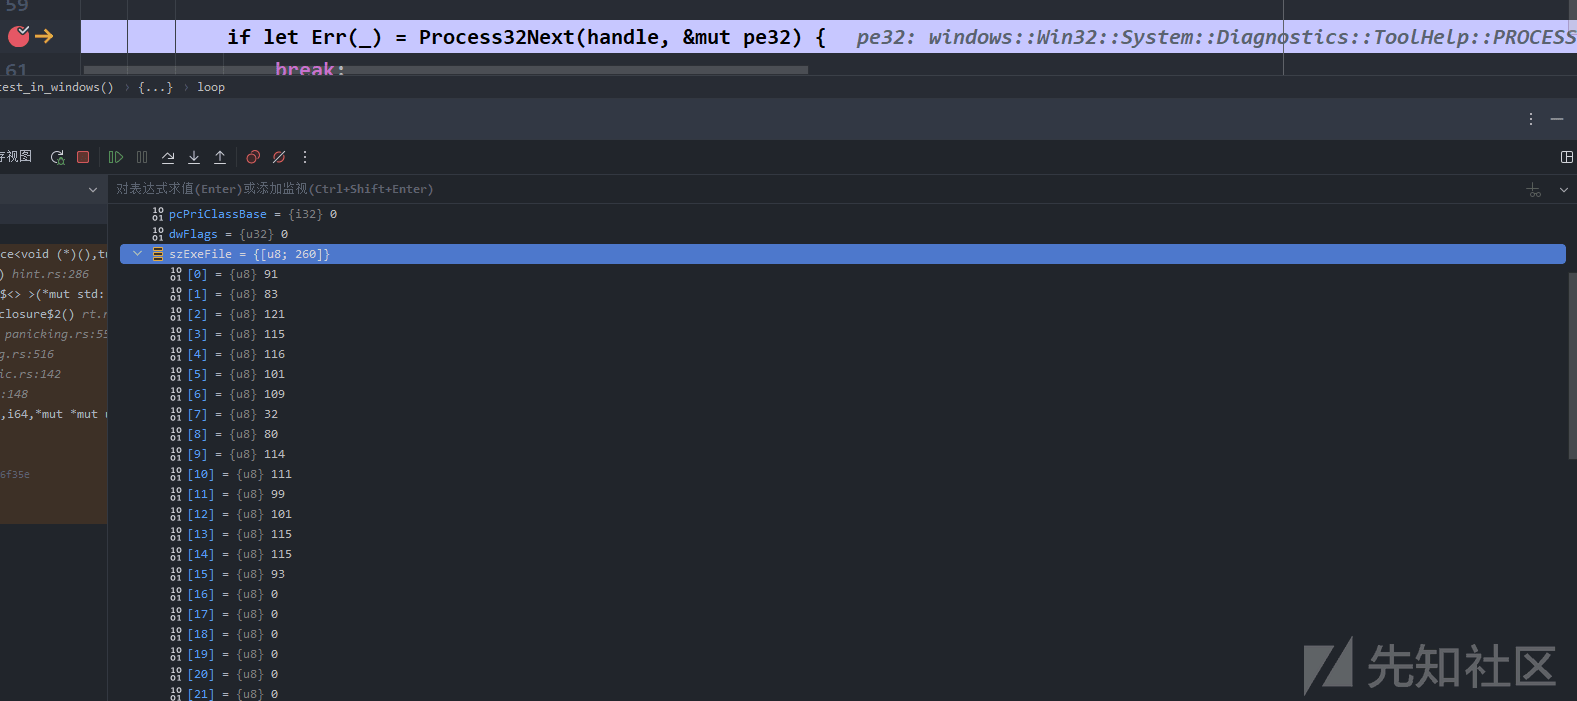 59
if let Err(_) = Process32Next(handle, &mut pe32) { pe32: windows::Win32::System::Diagnostics::ToolHelp::PROCESS
61 break;
test_in_windows() › {...} › loop
存视图
对表达式求值(Enter)或添加监视(Ctrl+Shift+Enter)
pcPriClassBase = {i32} 0
dwFlags = {u32} 0
ce<void (*)(),tu
szExeFile = {[u8; 260]}
) hint.rs:286
[0] = {u8} 91
$<> >(*mut std:
[1] = {u8} 83
closure$2() rt.r
[2] = {u8} 121
panicking.rs:55
[3] = {u8} 115
g.rs:516
[4] = {u8} 116
ic.rs:142
[5] = {u8} 101
:148
[6] = {u8} 109
,i64,*mut *mut u
[7] = {u8} 32
[8] = {u8} 80
[9] = {u8} 114
6f35e
[10] = {u8} 111
[11] = {u8} 99
[12] = {u8} 101
[13] = {u8} 115
[14] = {u8} 115
[15] = {u8} 93
[16] = {u8} 0
[17] = {u8} 0
[18] = {u8} 0
[19] = {u8} 0
[20] = {u8} 0
[21] = {u8} 0
先知社区